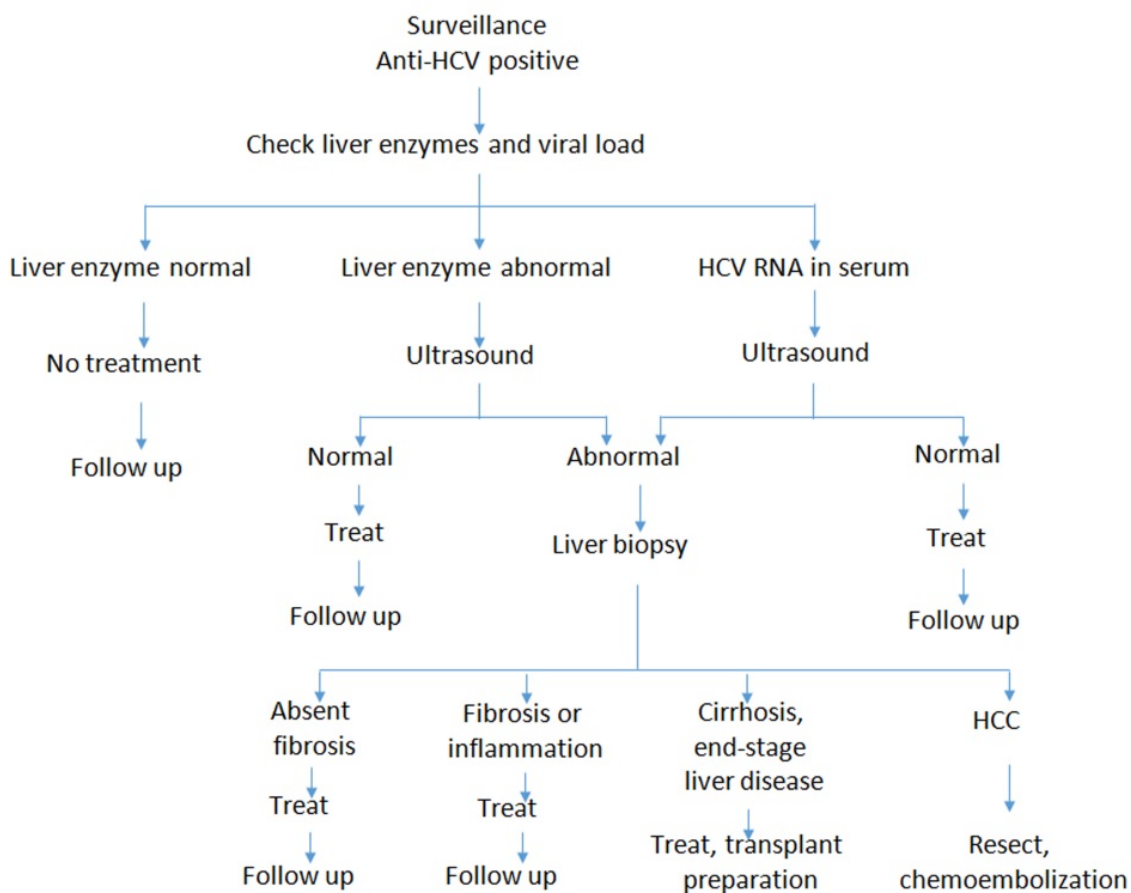 Surveillance
Anti-HCV positive
Check liver enzymes and viral load
Liver enzyme normal
Liver enzyme abnormal
HCV RNA in serum
No treatment
Ultrasound
Ultrasound
Follow up
Normal
Abnormal
Normal
Treat
Liver biopsy
Treat
Follow up
Follow up
Absent
fibrosis
Fibrosis or
inflammation
Cirrhosis,
end-stage
liver disease
HCC
Treat
Treat
Follow up
Follow up
Treat, transplant
preparation
Resect,
chemoembolization